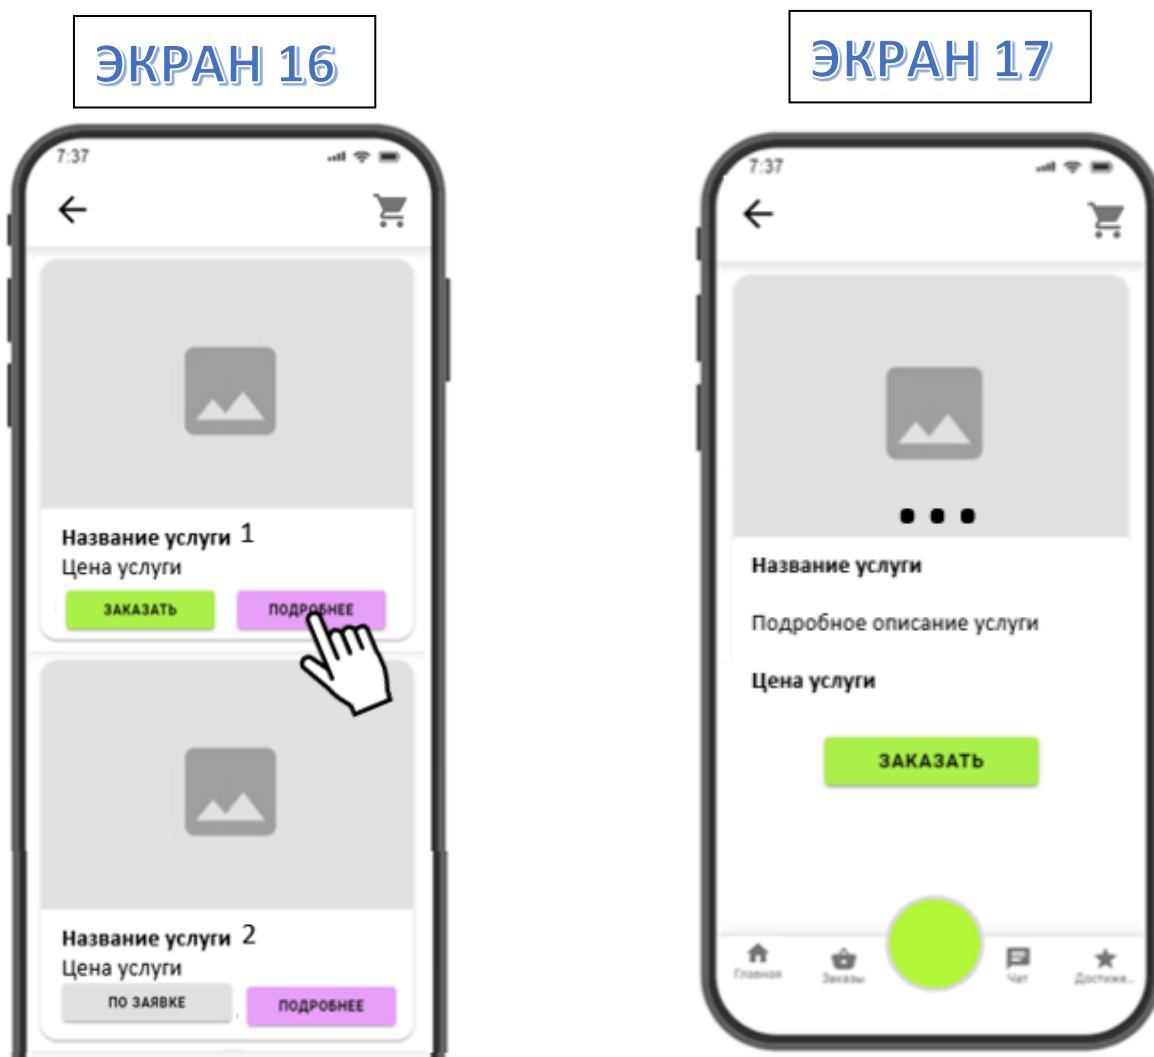 ЭКРАН 16
7:37
Название услуги 1
Цена услуги
ЗАКАЗАТЬ ПОДРОБНЕЕ
Название услуги 2
Цена услуги
ПО ЗАЯВКЕ ПОДРОБНЕЕ
ЭКРАН 17
7:37
Название услуги
Подробное описание услуги
Цена услуги
ЗАКАЗАТЬ
Главная Заказы Чат Достиже...